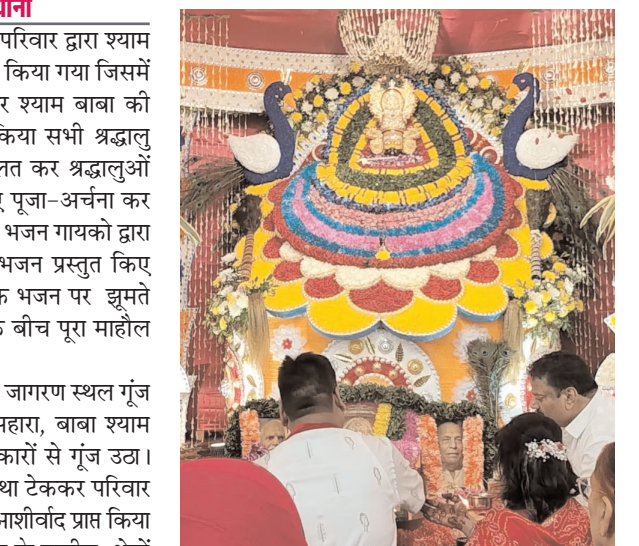 परिवार द्वारा श्याम
किया गया जिसमें
श्याम बाबा की
किया सभी श्रद्धालु
कर श्रद्धालुओं
पूजा-अर्चना कर
भजन गायको द्वारा
भजन प्रस्तुत किए
भजन पर झूमते
बीच पूरा माहौल
जागरण स्थल गूंज
बाबा श्याम
से गूंज उठा।
टेककर परिवार
आशीर्वाद प्राप्त किया